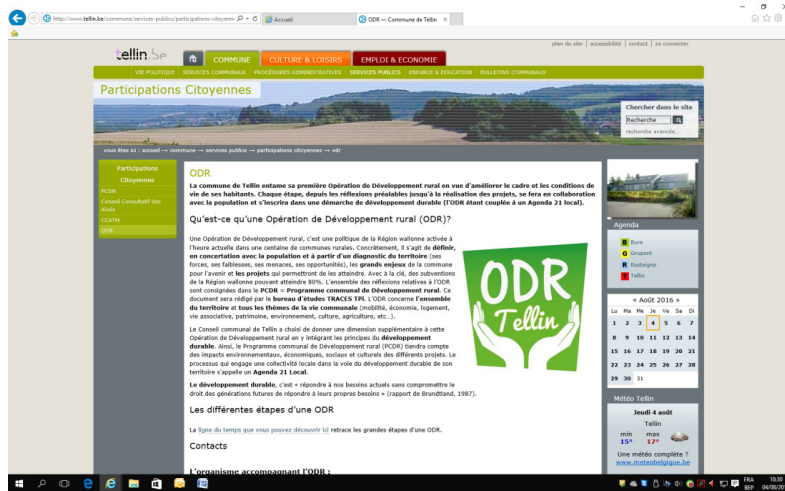 http://www.tellin.be/commune/services-publics/participations-citoyenn
Accueil
ODR — Commune de Tellin
plan du site | accessibilité | contact | se connecter
tellin.be
COMMUNE
CULTURE & LOISIRS
EMPLOI & ECONOMIE
VIE POLITIQUE
SERVICES COMMUNAUX
PROCÉDURES ADMINISTRATIVES
SERVICES PUBLICS
ENFANCE & EDUCATION
BULLETINS COMMUNAUX
Participations Citoyennes
Chercher dans le site
Recherche
recherche avancée...
vous êtes ici : accueil → commune → services publics → participations citoyennes → odr
Participations
Citoyennes
PCDN
Conseil Consultatif des
Aînés
CCATM
ODR
ODR
La commune de Tellin entame sa première Opération de Développement rural en vue d'améliorer le cadre et les conditions de
vie de ses habitants. Chaque étape, depuis les réflexions préalables jusqu'à la réalisation des projets, se fera en collaboration
avec la population et s'inscrira dans une démarche de développement durable (l'ODR étant couplée à un Agenda 21 local).
Qu'est-ce qu'une Opération de Développement rural (ODR)?
Une Opération de Développement rural, c'est une politique de la Région wallonne activée à
l'heure actuelle dans une centaine de communes rurales. Concrètement, il s'agit de définir,
en concertation avec la population et à partir d'un diagnostic du territoire (ses
forces, ses faiblesses, ses menaces, ses opportunités), les grands enjeux de la commune
pour l'avenir et les projets qui permettront de les atteindre. Avec à la clé, des subventions
de la Région wallonne pouvant atteindre 80%. L'ensemble des réflexions relatives à l'ODR
sont consignées dans le PCDR = Programme communal de Développement rural. Ce
document sera rédigé par le bureau d'études TRACES TPI. L'ODR concerne l'ensemble
du territoire et tous les thèmes de la vie communale (mobilité, économie, logement,
vie associative, patrimoine, environnement, culture, agriculture, etc..).
Le Conseil communal de Tellin a choisi de donner une dimension supplémentaire à cette
Opération de Développement rural en y intégrant les principes du développement
durable. Ainsi, le Programme communal de Développement rural (PCDR) tiendra compte
des impacts environnementaux, économiques, sociaux et culturels des différents projets. Le
processus qui engage une collectivité locale dans la voie du développement durable de son
territoire s'appelle un Agenda 21 Local.
Le développement durable, c'est « répondre à nos besoins actuels sans compromettre le
droit des générations futures de répondre à leurs propres besoins » (rapport de Brundtland, 1987).
Les différentes étapes d'une ODR
La ligne du temps que vous pouvez découvrir ici retrace les grandes étapes d'une ODR.
Contacts
L'organisme accompagnant l'ODR :
ODR
Tellin
Agenda
B Bure
G Grupont
R Resteigne
T Tellin
« Août 2016 »
Lu Ma Me Je Ve Sa Di
1 2 3 4 5 6 7
8 9 10 11 12 13 14
15 16 17 18 19 20 21
22 23 24 25 26 27 28
29 30 31
Météo Tellin
Jeudi 4 août
Tellin
min max
15° 17°
Une météo complète ?
www.meteobelgique.be
FRA
BEP
10:30
04/08/2016